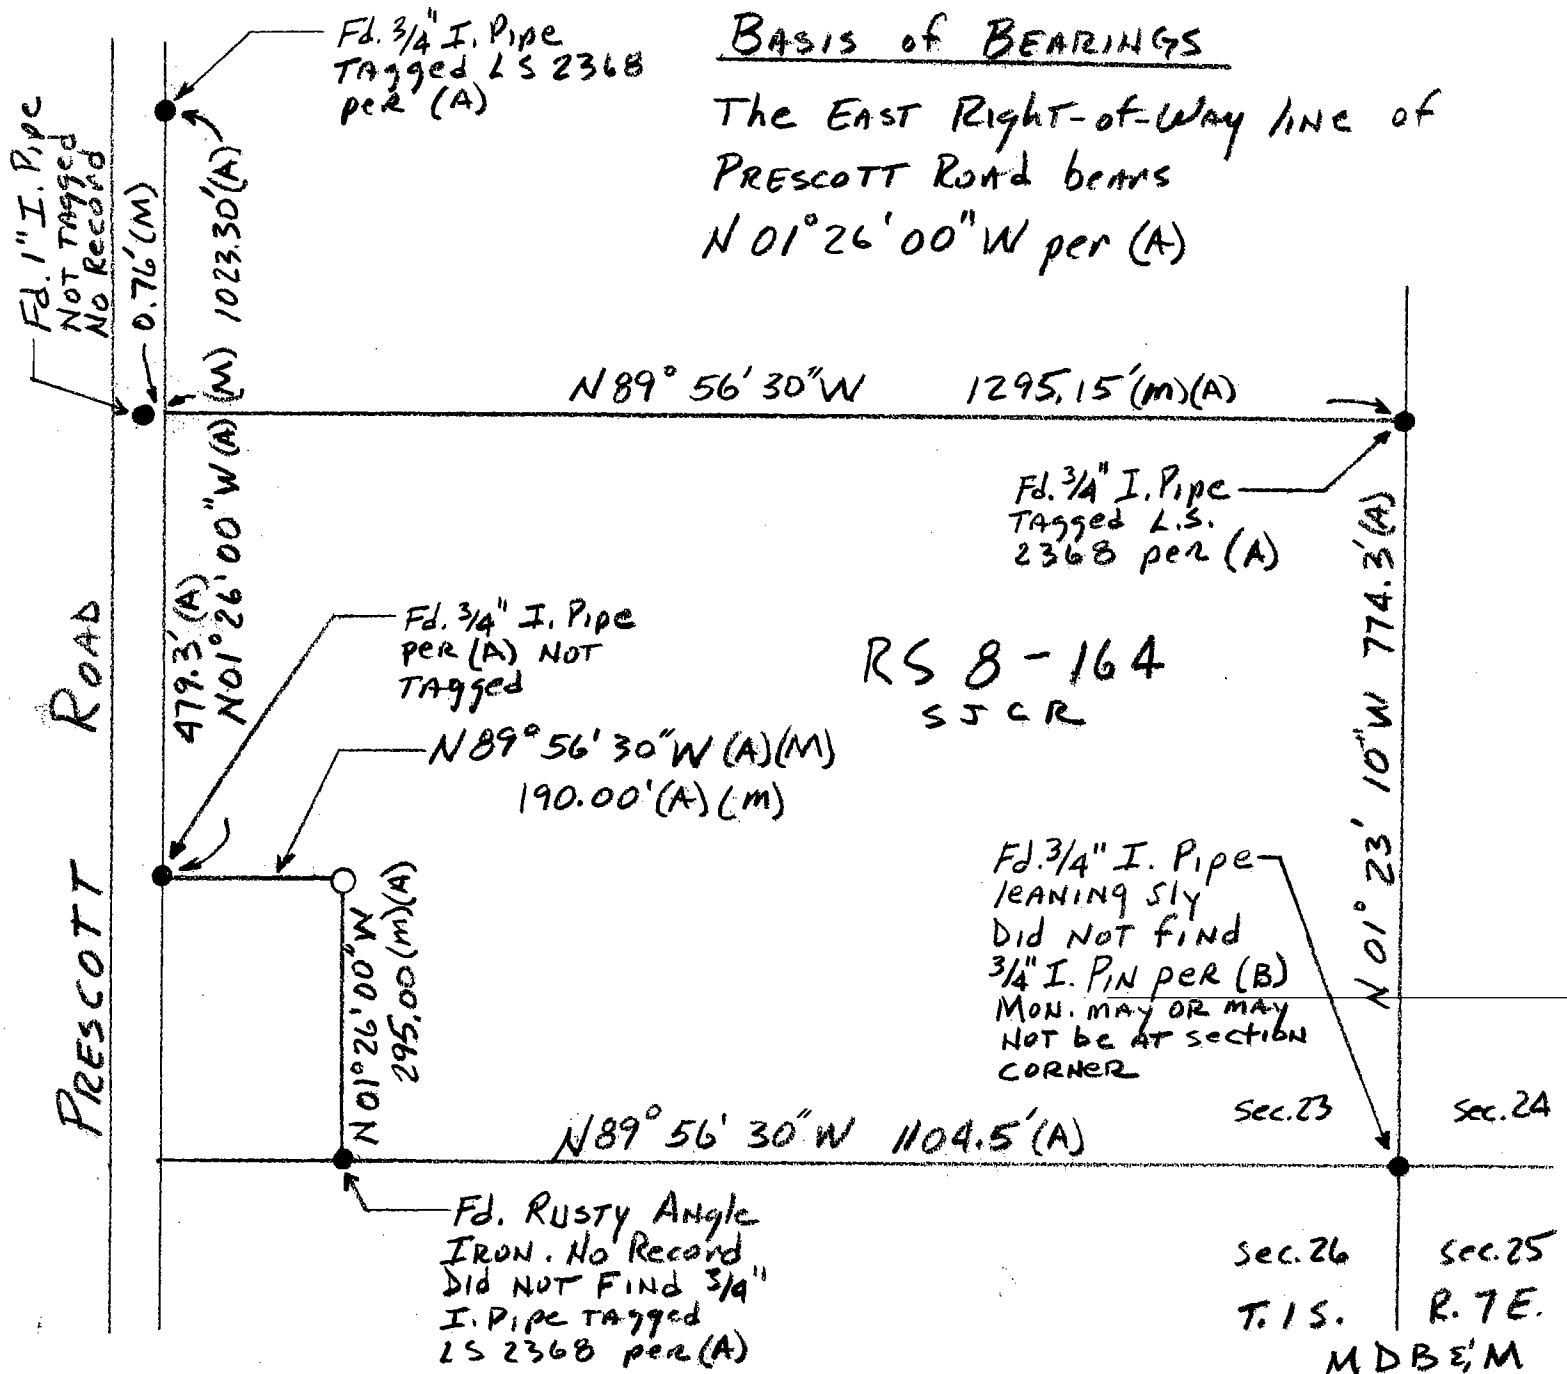 Fd. 3/4" I. Pipe
TAgged LS 2368
per (A)
BASIS of BEARINGS
The EAST Right-of-Way line of
PRESCOTT ROAd bears
N 01° 26' 00" W per (A)
Fd. 1" I. Pipe
NOT TAgged
No Record
0.76' (M)
1023.30' (A)
(M)
N 89° 56' 30" W 1295.15' (m)(A)
Fd. 3/4" I. Pipe
TAgged L.S.
2368 per (A)
479.3' (A)
N01° 26' 00" W (A)
Fd. 3/4" I. Pipe
per (A) NOT
TAgged
RS 8-164
S J C R
N 01° 23' 10" W 774.3' (A)
N 89° 56' 30" W (A)(M)
190.00' (A)(m)
PRESCOTT ROAD
Fd. 3/4" I. Pipe
leANINg Sly
Did NOT fINd
3/4" I. PIN per (B)
MON. may OR may
NOT be AT section
CORNER
N 01° 26' 00" W
295.00 (m)(A)
N89° 56' 30" W 1104.5' (A)
Sec. 23
Sec. 24
Fd. RUSTY ANgle
IRON. No Record
Did NOT FINd 3/4"
I. Pipe TAgged
LS 2368 per (A)
Sec. 26
Sec. 25
T. 1 S.
R. 7 E.
M D B & M